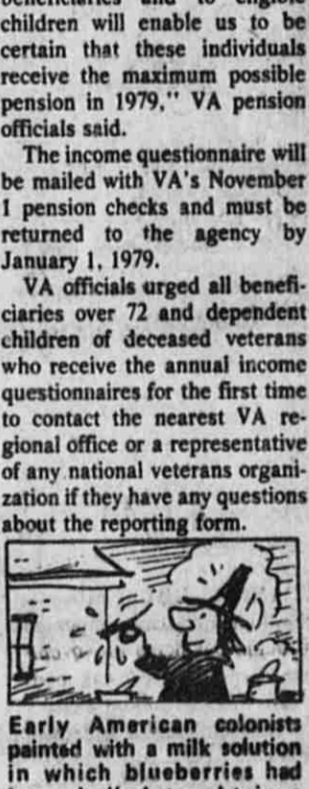 children will enable us to be
certain that these individuals
receive the maximum possible
pension in 1979," VA pension
officials said.
The income questionnaire will
be mailed with VA's November
1 pension checks and must be
returned to the agency by
January 1, 1979.
VA officials urged all benefi-
ciaries over 72 and dependent
children of deceased veterans
who receive the annual income
questionnaires for the first time
to contact the nearest VA re-
gional office or a representative
of any national veterans organi-
zation if they have any questions
about the reporting form.
Early American colonists
painted with a milk solution
in which blueberries had